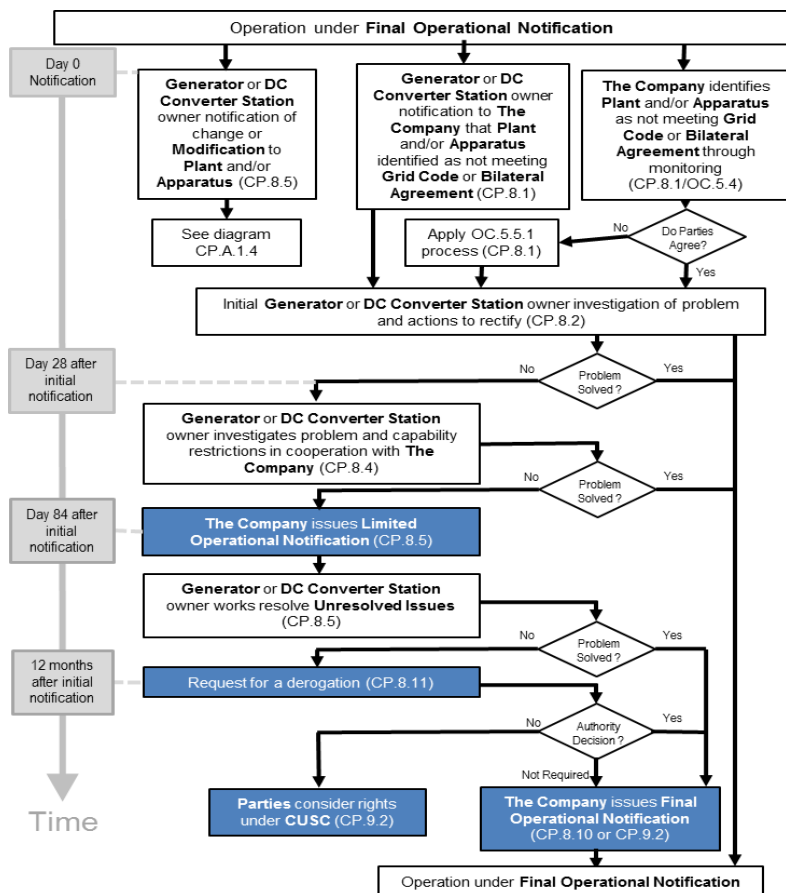 Operation under Final Operational Notification
Day 0
Notification
Generator or DC
Converter Station
owner notification of
change or
Modification to
Plant and/or
Apparatus (CP.8.5)
Generator or DC
Converter Station owner
notification to The
Company that Plant
and/or Apparatus
identified as not meeting
Grid Code or Bilateral
Agreement (CP.8.1)
The Company identifies
Plant and/or Apparatus
as not meeting Grid
Code or Bilateral
Agreement through
monitoring
(CP.8.1/OC.5.4)
See diagram
CP.A.1.4
Apply OC.5.5.1
process (CP.8.1)
No
Do Parties
Agree?
Yes
Initial Generator or DC Converter Station owner investigation of problem
and actions to rectify (CP.8.2)
Day 28 after
initial
notification
No
Problem
Solved ?
Yes
Generator or DC Converter Station
owner investigates problem and capability
restrictions in cooperation with The
Company (CP.8.4)
No
Problem
Solved ?
Yes
Day 84 after
initial
notification
The Company issues Limited
Operational Notification (CP.8.5)
Generator or DC Converter Station
owner works resolve Unresolved Issues
(CP.8.5)
No
Problem
Solved ?
Yes
12 months
after initial
notification
Request for a derogation (CP.8.11)
No
Authority
Decision ?
Yes
Not Required
Parties consider rights
under CUSC (CP.9.2)
The Company issues Final
Operational Notification
(CP.8.10 or CP.9.2)
Time
Operation under Final Operational Notification